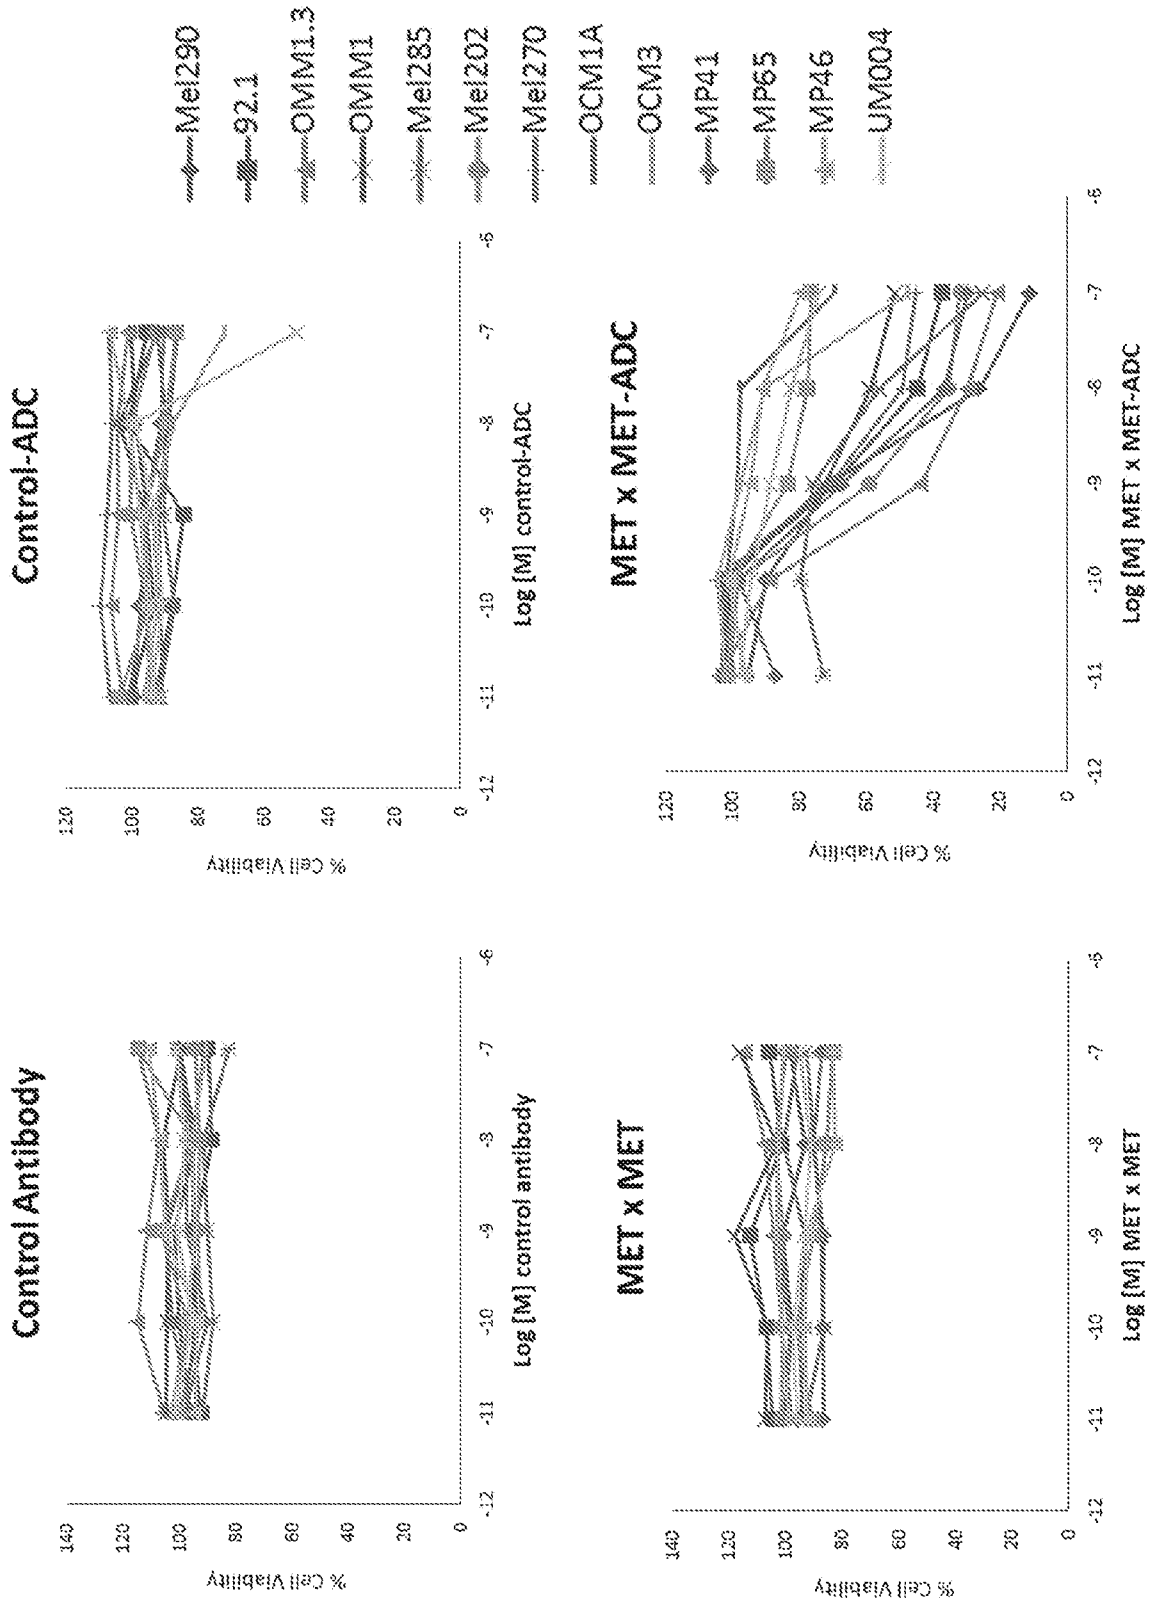 Control Antibody
140
120
100
80
60
40
20
0
-12
-11
-10
-9
-8
-7
-6
% Cell Viability
Log [M] control antibody
Control-ADC
120
100
80
60
40
20
0
-12
-11
-10
-9
-8
-7
-6
% Cell Viability
Log [M] control-ADC
MET x MET
140
120
100
80
60
40
20
0
-12
-11
-10
-9
-8
-7
-6
% Cell Viability
Log [M] MET x MET
MET x MET-ADC
120
100
80
60
40
20
0
-12
-11
-10
-9
-8
-7
-6
% Cell Viability
Log [M] MET x MET-ADC
Mel290
92.1
OMM1.3
OMM1
Mel285
Mel202
Mel270
OCM1A
OCM3
MP41
MP65
MP46
UM004